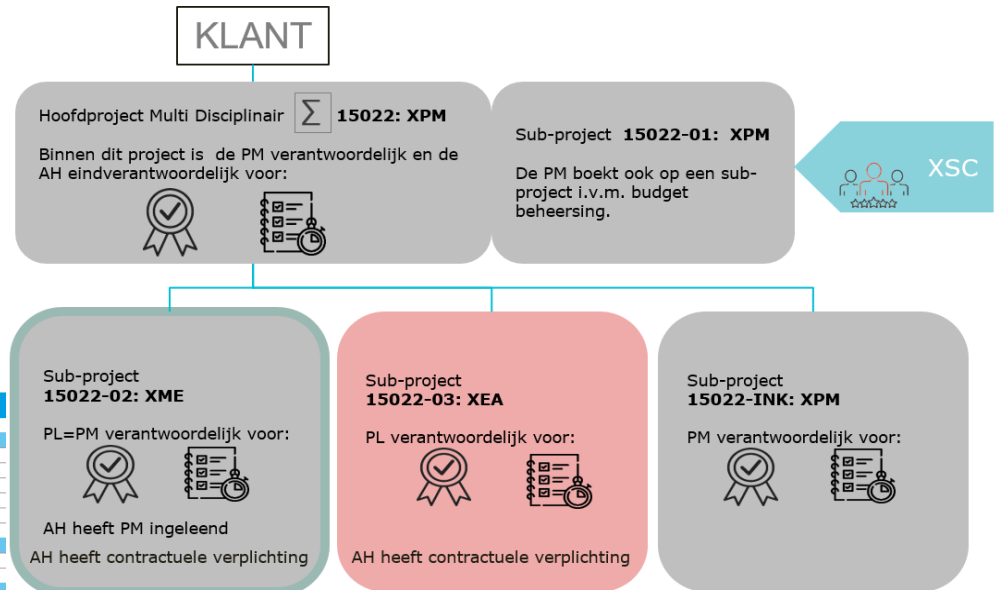 KLANT
Hoofdproject Multi Disciplinair ∑ 15022: XPM
Binnen dit project is de PM verantwoordelijk en de
AH eindverantwoordelijk voor:
Sub-project 15022-01: XPM
De PM boekt ook op een sub-
project i.v.m. budget
beheersing.
XSC
Sub-project
15022-02: XME
PL=PM verantwoordelijk voor:
AH heeft PM ingeleend
AH heeft contractuele verplichting
Sub-project
15022-03: XEA
PL verantwoordelijk voor:
AH heeft contractuele verplichting
Sub-project
15022-INK: XPM
PM verantwoordelijk voor: